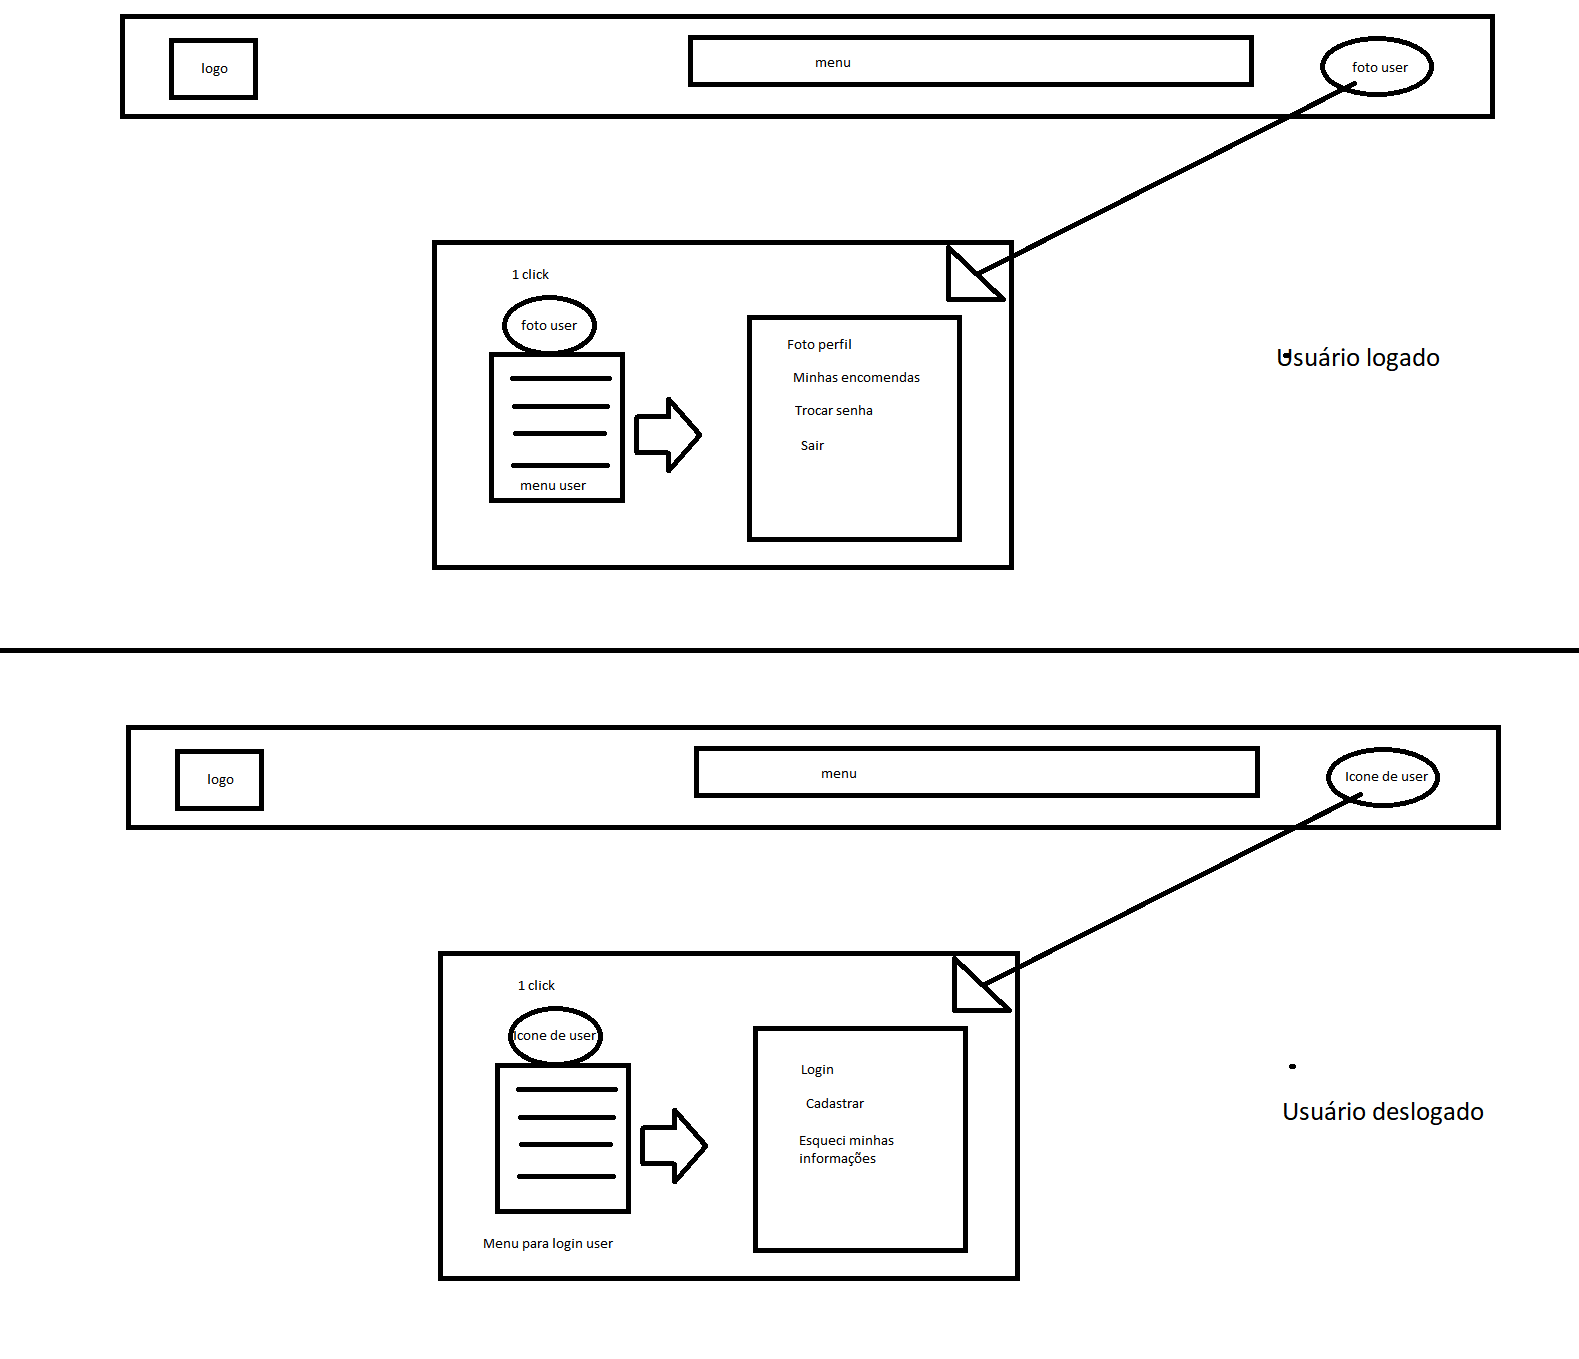 logo
menu
foto user
1 click
foto user
menu user
Foto perfil
Minhas encomendas
Trocar senha
Sair
Usuário logado
logo
menu
Icone de user
1 click
Icone de user
Menu para login user
Login
Cadastrar
Esqueci minhas
informações
Usuário deslogado